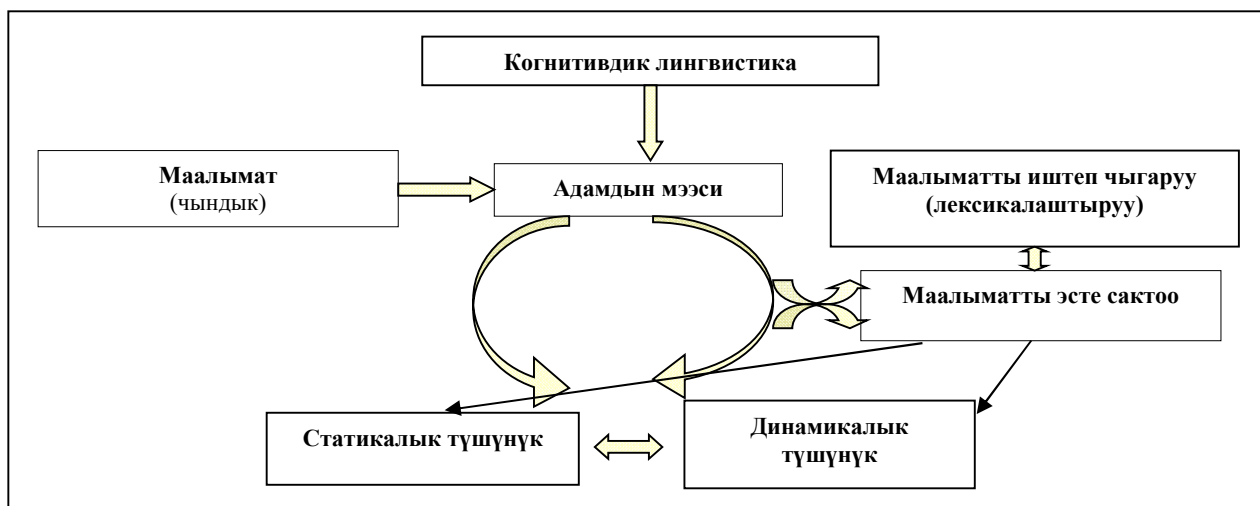 Когнитивдик лингвистика
Маалымат
(чындык)
Адамдын мээси
Маалыматты иштеп чыгаруу
(лексикалаштыруу)
Маалыматты эсте сактоо
Статикалык түшүнүк
Динамикалык
түшүнүк